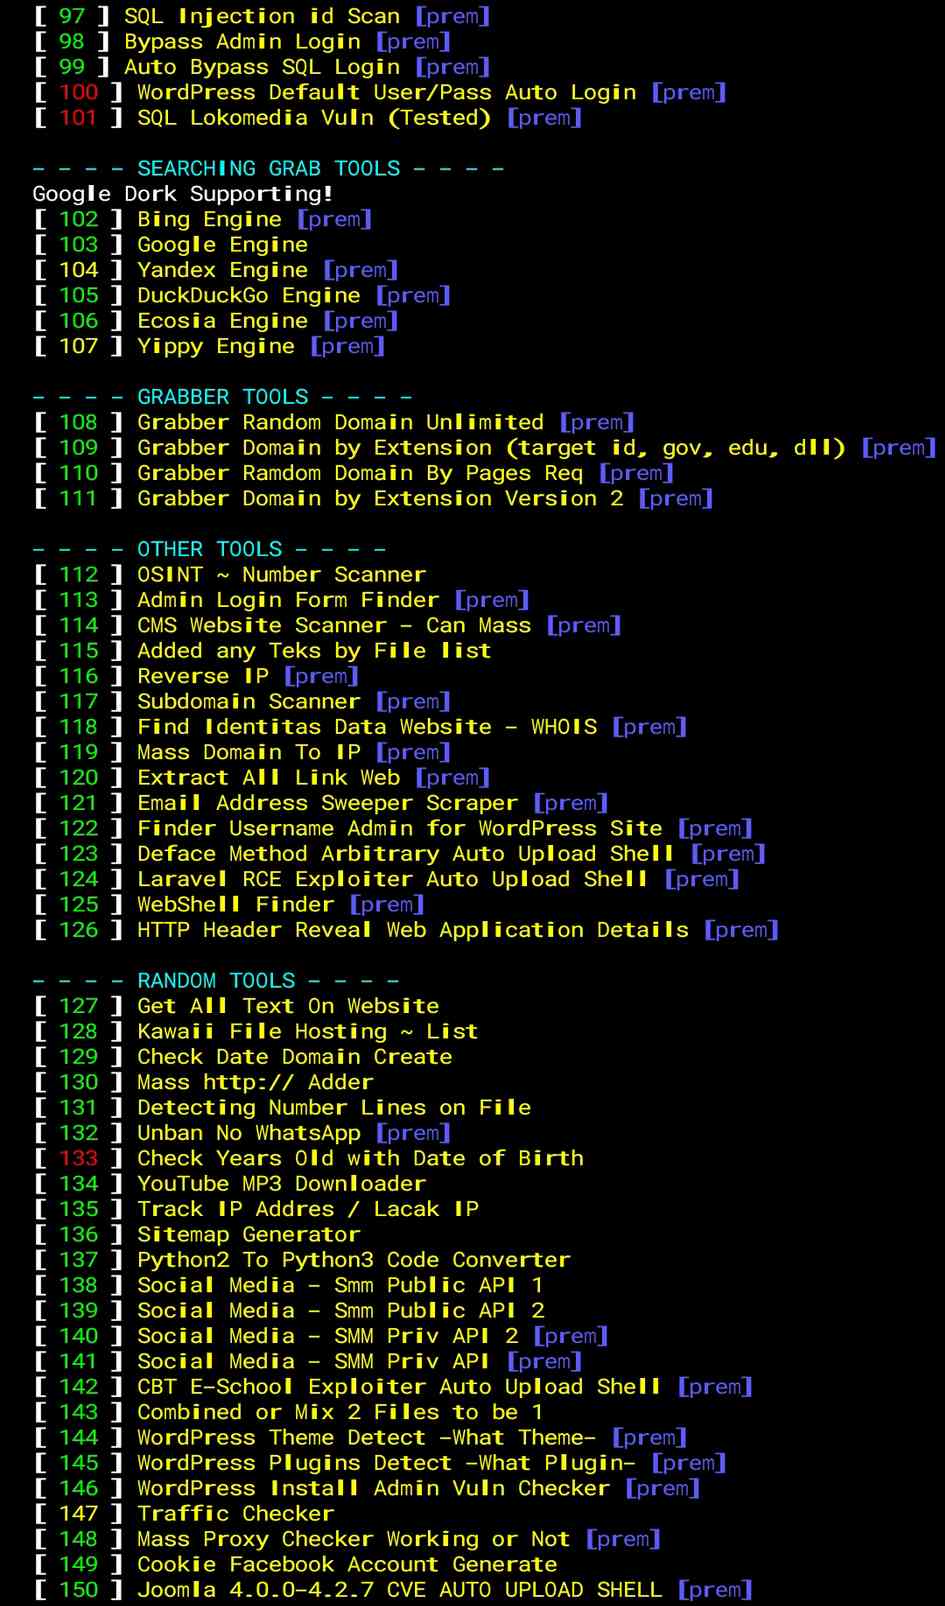 [ 97 ] SQL Injection id Scan [prem]
[ 98 ] Bypass Admin Login [prem]
[ 99 ] Auto Bypass SQL Login [prem]
[ 100 ] WordPress Default User/Pass Auto Login [prem]
[ 101 ] SQL Lokomedia Vuln (Tested) [prem]
- - - - SEARCHING GRAB TOOLS - - - -
Google Dork Supporting!
[ 102 ] Bing Engine [prem]
[ 103 ] Google Engine
[ 104 ] Yandex Engine [prem]
[ 105 ] DuckDuckGo Engine [prem]
[ 106 ] Ecosia Engine [prem]
[ 107 ] Yippy Engine [prem]
- - - - GRABBER TOOLS - - - -
[ 108 ] Grabber Random Domain Unlimited [prem]
[ 109 ] Grabber Domain by Extension (target id, gov, edu, dll) [prem]
[ 110 ] Grabber Ramdom Domain By Pages Req [prem]
[ 111 ] Grabber Domain by Extension Version 2 [prem]
- - - - OTHER TOOLS - - - -
[ 112 ] OSINT ~ Number Scanner
[ 113 ] Admin Login Form Finder [prem]
[ 114 ] CMS Website Scanner - Can Mass [prem]
[ 115 ] Added any Teks by File list
[ 116 ] Reverse IP [prem]
[ 117 ] Subdomain Scanner [prem]
[ 118 ] Find Identitas Data Website - WHOIS [prem]
[ 119 ] Mass Domain To IP [prem]
[ 120 ] Extract All Link Web [prem]
[ 121 ] Email Address Sweeper Scraper [prem]
[ 122 ] Finder Username Admin for WordPress Site [prem]
[ 123 ] Deface Method Arbitrary Auto Upload Shell [prem]
[ 124 ] Laravel RCE Exploiter Auto Upload Shell [prem]
[ 125 ] WebShell Finder [prem]
[ 126 ] HTTP Header Reveal Web Application Details [prem]
- - - - RANDOM TOOLS - - - -
[ 127 ] Get All Text On Website
[ 128 ] Kawaii File Hosting ~ List
[ 129 ] Check Date Domain Create
[ 130 ] Mass http:// Adder
[ 131 ] Detecting Number Lines on File
[ 132 ] Unban No WhatsApp [prem]
[ 133 ] Check Years Old with Date of Birth
[ 134 ] YouTube MP3 Downloader
[ 135 ] Track IP Addres / Lacak IP
[ 136 ] Sitemap Generator
[ 137 ] Python2 To Python3 Code Converter
[ 138 ] Social Media - Smm Public API 1
[ 139 ] Social Media - Smm Public API 2
[ 140 ] Social Media - SMM Priv API 2 [prem]
[ 141 ] Social Media - SMM Priv API [prem]
[ 142 ] CBT E-School Exploiter Auto Upload Shell [prem]
[ 143 ] Combined or Mix 2 Files to be 1
[ 144 ] WordPress Theme Detect -What Theme- [prem]
[ 145 ] WordPress Plugins Detect -What Plugin- [prem]
[ 146 ] WordPress Install Admin Vuln Checker [prem]
[ 147 ] Traffic Checker
[ 148 ] Mass Proxy Checker Working or Not [prem]
[ 149 ] Cookie Facebook Account Generate
[ 150 ] Joomla 4.0.0-4.2.7 CVE AUTO UPLOAD SHELL [prem]